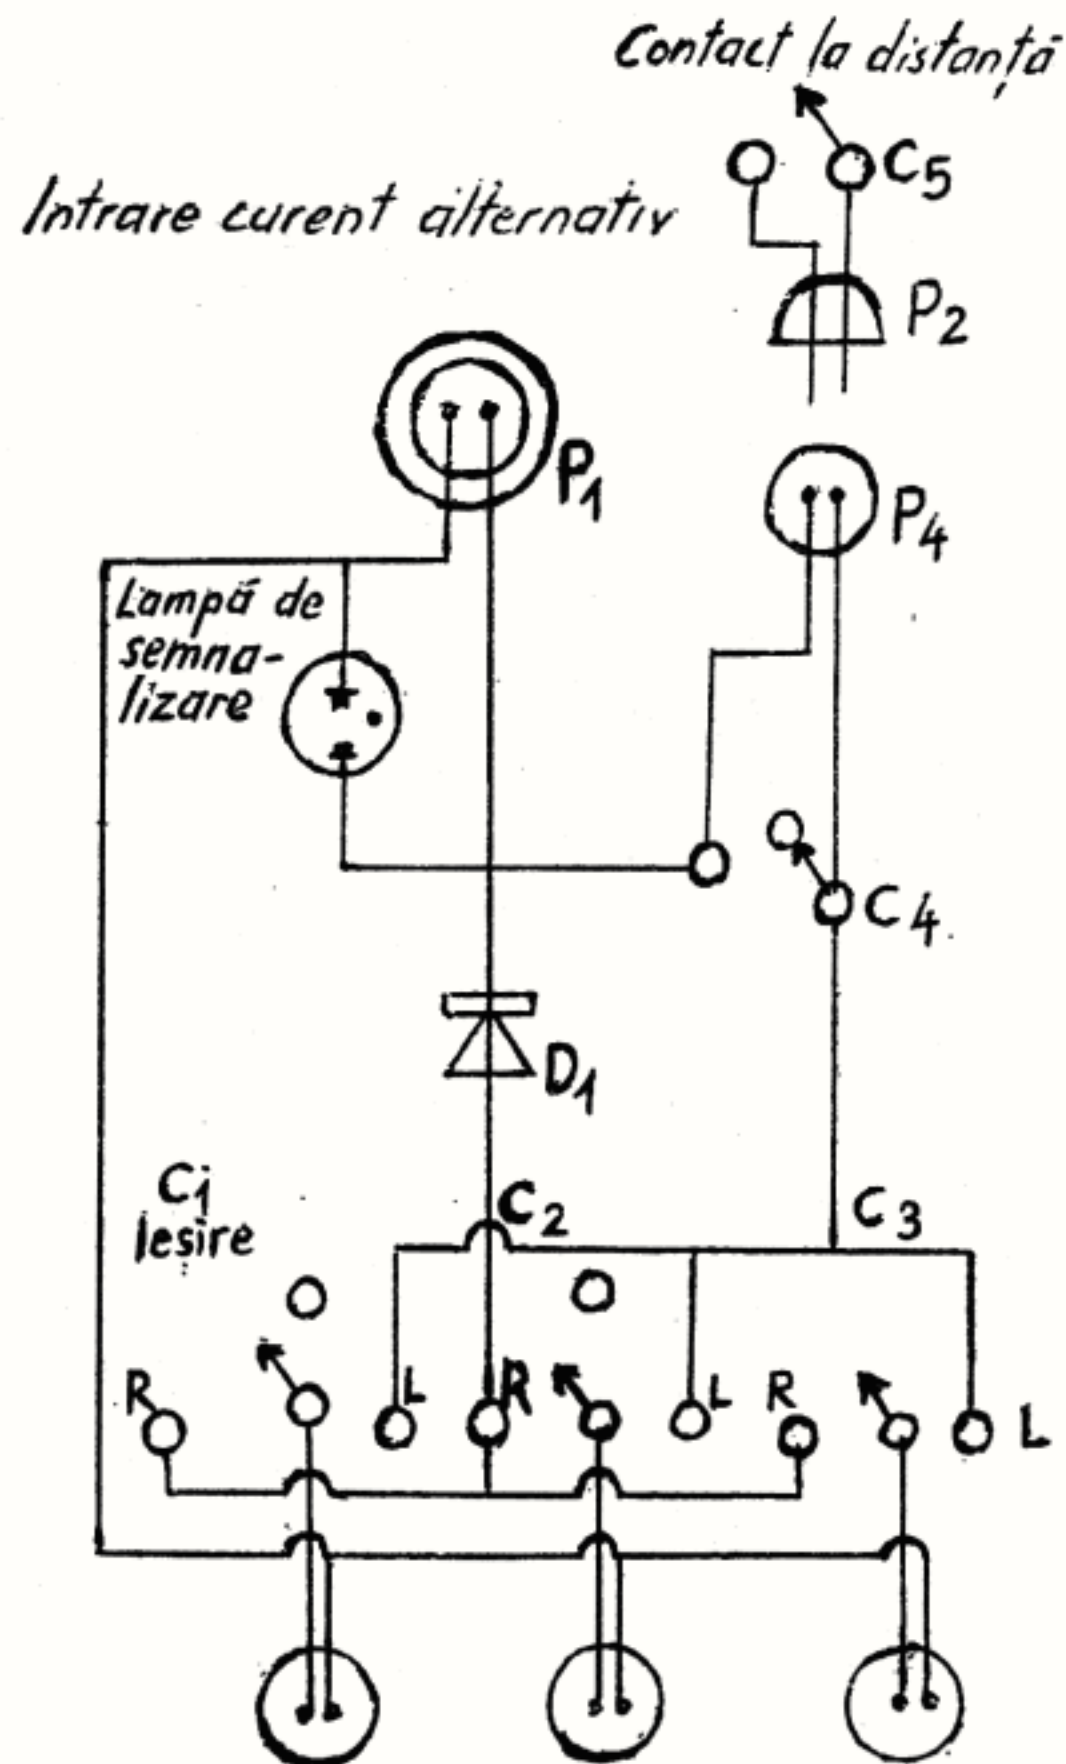 Contact la distanță
C5
Intrare curent alternativ
P2
P1
P4
Lampă de
semna-
lizare
C4
D1
C1
Ieșire
C2
C3
R
L
R
L
R
L